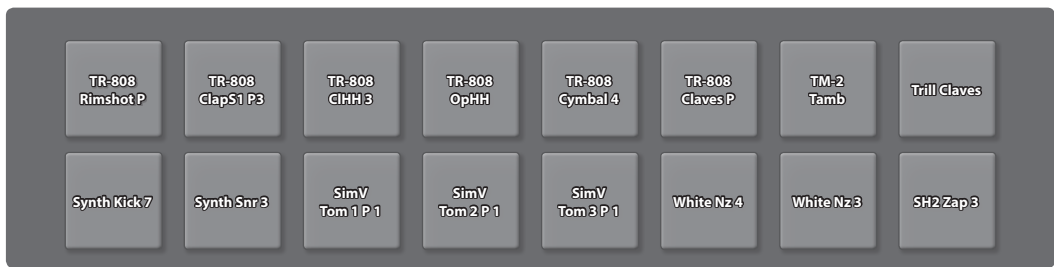 TR-808
Rimshot P
TR-808
ClapS1 P3
TR-808
ClHH 3
TR-808
OpHH
TR-808
Cymbal 4
TR-808
Claves P
TM-2
Tamb
Trill Claves
Synth Kick 7
Synth Snr 3
SimV
Tom 1 P 1
SimV
Tom 2 P 1
SimV
Tom 3 P 1
White Nz 4
White Nz 3
SH2 Zap 3